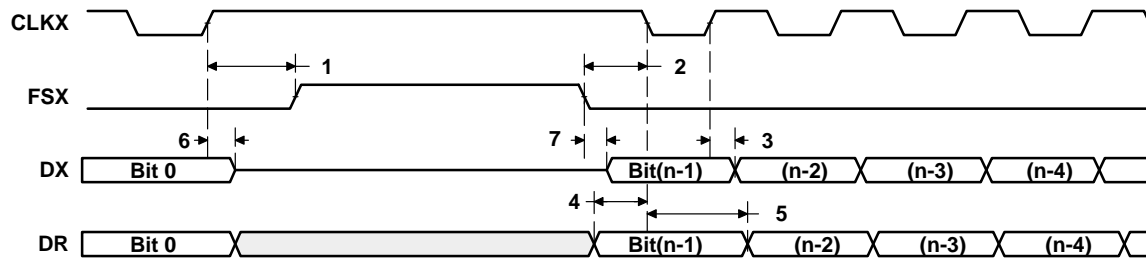 CLKX
1 2
FSX
6 7 3
DX Bit 0 Bit(n-1) (n-2) (n-3) (n-4)
4 5
DR Bit 0 Bit(n-1) (n-2) (n-3) (n-4)